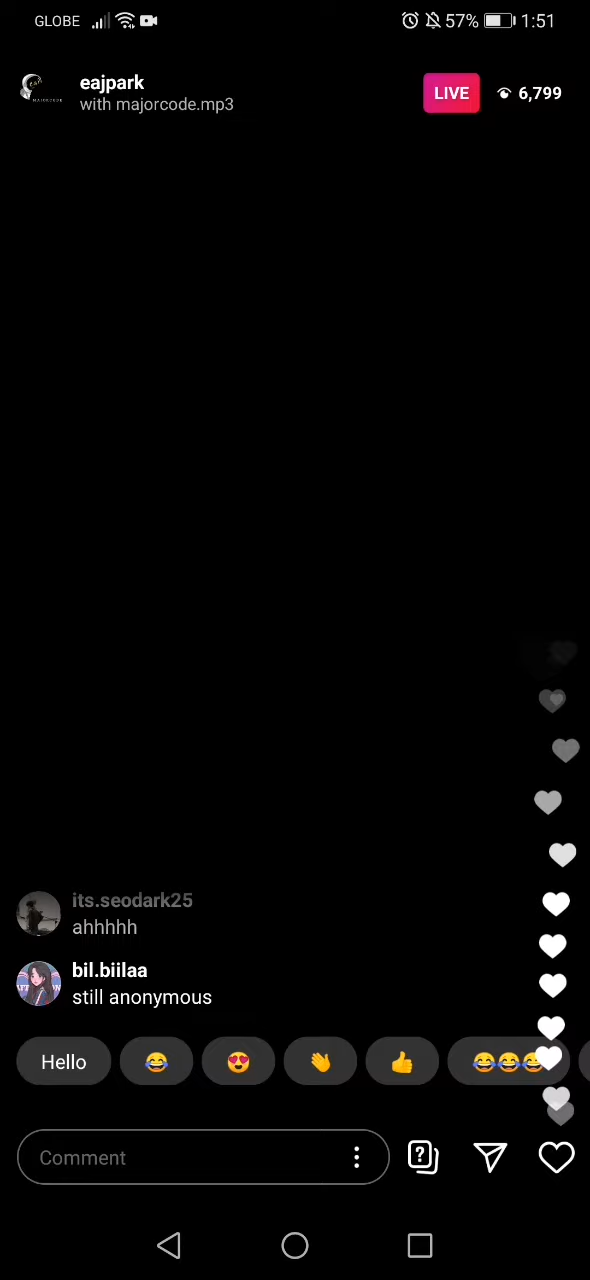 GLOBE 57% 1:51
eajpark
with majorcode.mp3
LIVE 6,799
its.seodark25
ahhhhh
bil.biilaa
still anonymous
Hello
Comment